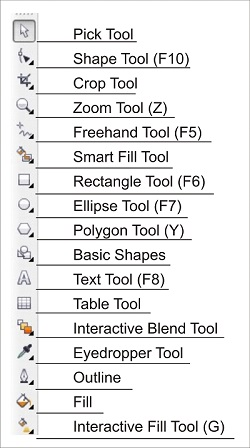 Pick Tool
Shape Tool (F10)
Crop Tool
Zoom Tool (Z)
Freehand Tool (F5)
Smart Fill Tool
Rectangle Tool (F6)
Ellipse Tool (F7)
Polygon Tool (Y)
Basic Shapes
Text Tool (F8)
Table Tool
Interactive Blend Tool
Eyedropper Tool
Outline
Fill
Interactive Fill Tool (G)